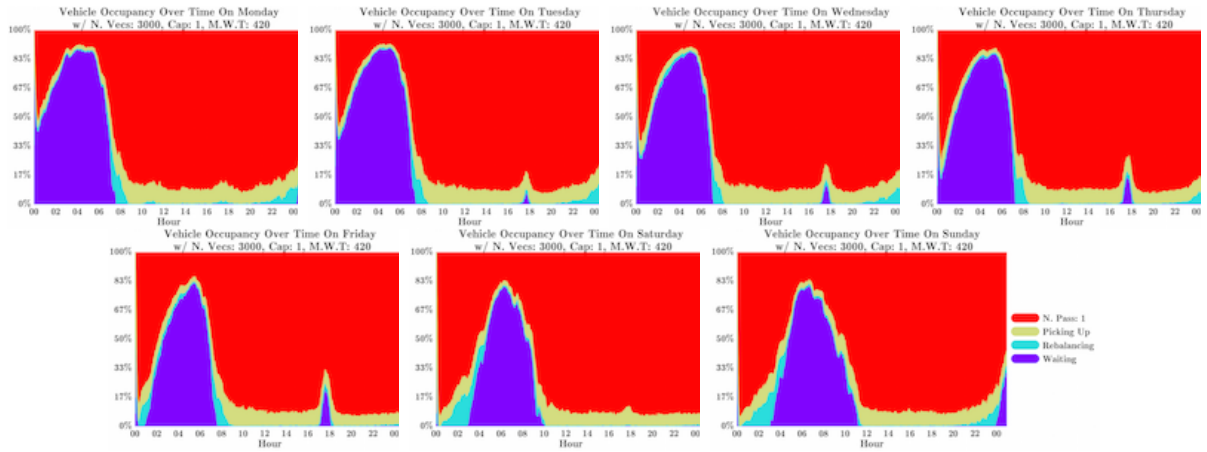 Vehicle Occupancy Over Time On Monday
w/ N. Vecs: 3000, Cap: 1, M.W.T: 420
100%
83%
67%
50%
33%
17%
0%
00 02 04 06 08 10 12 14 16 18 20 22 00
Hour
Vehicle Occupancy Over Time On Tuesday
w/ N. Vecs: 3000, Cap: 1, M.W.T: 420
100%
83%
67%
50%
33%
17%
0%
00 02 04 06 08 10 12 14 16 18 20 22 00
Hour
Vehicle Occupancy Over Time On Wednesday
w/ N. Vecs: 3000, Cap: 1, M.W.T: 420
100%
83%
67%
50%
33%
17%
0%
00 02 04 06 08 10 12 14 16 18 20 22 00
Hour
Vehicle Occupancy Over Time On Thursday
w/ N. Vecs: 3000, Cap: 1, M.W.T: 420
100%
83%
67%
50%
33%
17%
0%
00 02 04 06 08 10 12 14 16 18 20 22 00
Hour
Vehicle Occupancy Over Time On Friday
w/ N. Vecs: 3000, Cap: 1, M.W.T: 420
100%
83%
67%
50%
33%
17%
0%
00 02 04 06 08 10 12 14 16 18 20 22 00
Hour
Vehicle Occupancy Over Time On Saturday
w/ N. Vecs: 3000, Cap: 1, M.W.T: 420
100%
83%
67%
50%
33%
17%
0%
00 02 04 06 08 10 12 14 16 18 20 22 00
Hour
Vehicle Occupancy Over Time On Sunday
w/ N. Vecs: 3000, Cap: 1, M.W.T: 420
100%
83%
67%
50%
33%
17%
0%
00 02 04 06 08 10 12 14 16 18 20 22 00
Hour
N. Pass: 1
Picking Up
Rebalancing
Waiting